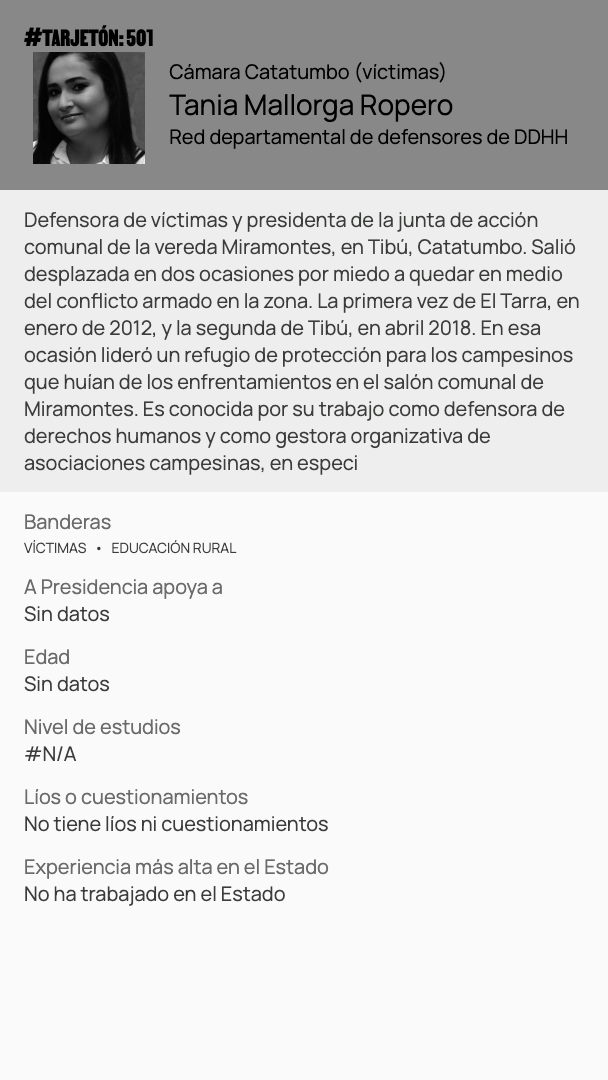 #TARJETÓN: 501
Cámara Catatumbo (víctimas)
Tania Mallorga Ropero
Red departamental de defensores de DDHH
Defensora de víctimas y presidenta de la junta de acción
comunal de la vereda Miramontes, en Tibú, Catatumbo. Salió
desplazada en dos ocasiones por miedo a quedar en medio
del conflicto armado en la zona. La primera vez de El Tarra, en
enero de 2012, y la segunda de Tibú, en abril 2018. En esa
ocasión lideró un refugio de protección para los campesinos
que huían de los enfrentamientos en el salón comunal de
Miramontes. Es conocida por su trabajo como defensora de
derechos humanos y como gestora organizativa de
asociaciones campesinas, en especi
Banderas
VÍCTIMAS • EDUCACIÓN RURAL
A Presidencia apoya a
Sin datos
Edad
Sin datos
Nivel de estudios
#N/A
Líos o cuestionamientos
No tiene líos ni cuestionamientos
Experiencia más alta en el Estado
No ha trabajado en el Estado